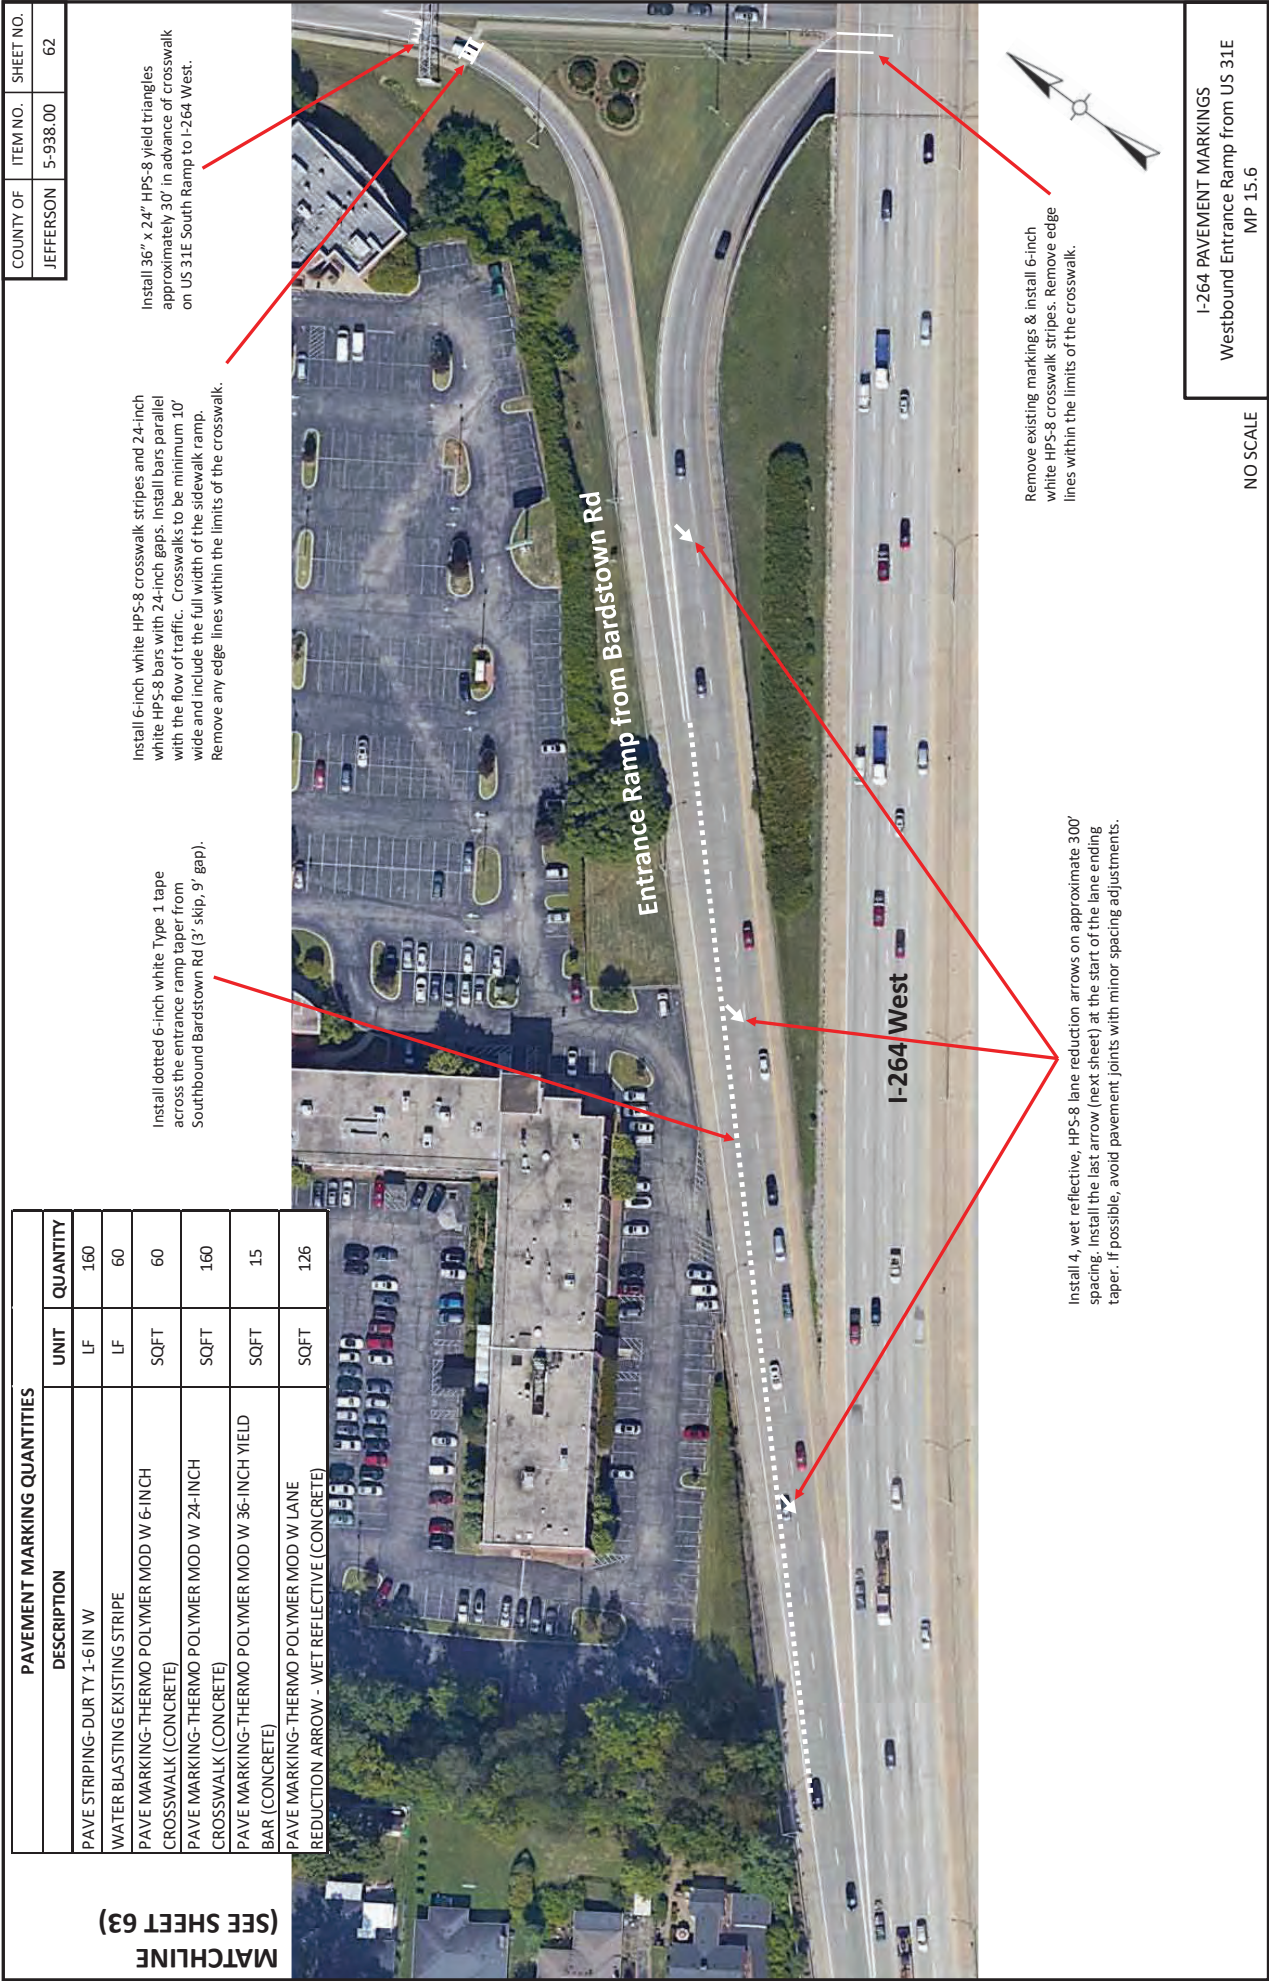 COUNTY OF ITEM NO. SHEET NO.
JEFFERSON 5-938.00 62
PAVEMENT MARKING QUANTITIES
DESCRIPTION UNIT QUANTITY
PAVE STRIPING-DUR TY 1-6 IN W LF 160
WATER BLASTING EXISTING STRIPE LF 60
PAVE MARKING-THERMO POLYMER MOD W 6-INCH
CROSSWALK (CONCRETE) SQFT 60
PAVE MARKING-THERMO POLYMER MOD W 24-INCH
CROSSWALK (CONCRETE) SQFT 160
PAVE MARKING-THERMO POLYMER MOD W 36-INCH YIELD
BAR (CONCRETE) SQFT 15
PAVE MARKING-THERMO POLYMER MOD W LANE
REDUCTION ARROW - WET REFLECTIVE (CONCRETE) SQFT 126
MATCHLINE
(SEE SHEET 63)
Install dotted 6-inch white Type 1 tape
across the entrance ramp taper from
Southbound Bardstown Rd (3' skip, 9' gap).
Install 6-inch white HPS-8 crosswalk stripes and 24-inch
white HPS-8 bars with 24-inch gaps. Install bars parallel
with the flow of traffic. Crosswalks to be minimum 10'
wide and include the full width of the sidewalk ramp.
Remove any edge lines within the limits of the crosswalk.
Install 36" x 24" HPS-8 yield triangles
approximately 30' in advance of crosswalk
on US 31E South Ramp to I-264 West.
Entrance Ramp from Bardstown Rd
I-264 West
Install 4, wet reflective, HPS-8 lane reduction arrows on approximate 300'
spacing. Install the last arrow (next sheet) at the start of the lane ending
taper. If possible, avoid pavement joints with minor spacing adjustments.
Remove existing markings & install 6-inch
white HPS-8 crosswalk stripes. Remove edge
lines within the limits of the crosswalk.
NO SCALE
I-264 PAVEMENT MARKINGS
Westbound Entrance Ramp from US 31E
MP 15.6